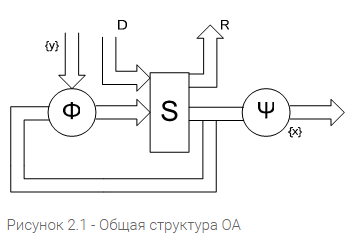 D R
{y}
Ф S Ψ
{x}
Рисунок 2.1 - Общая структура ОА